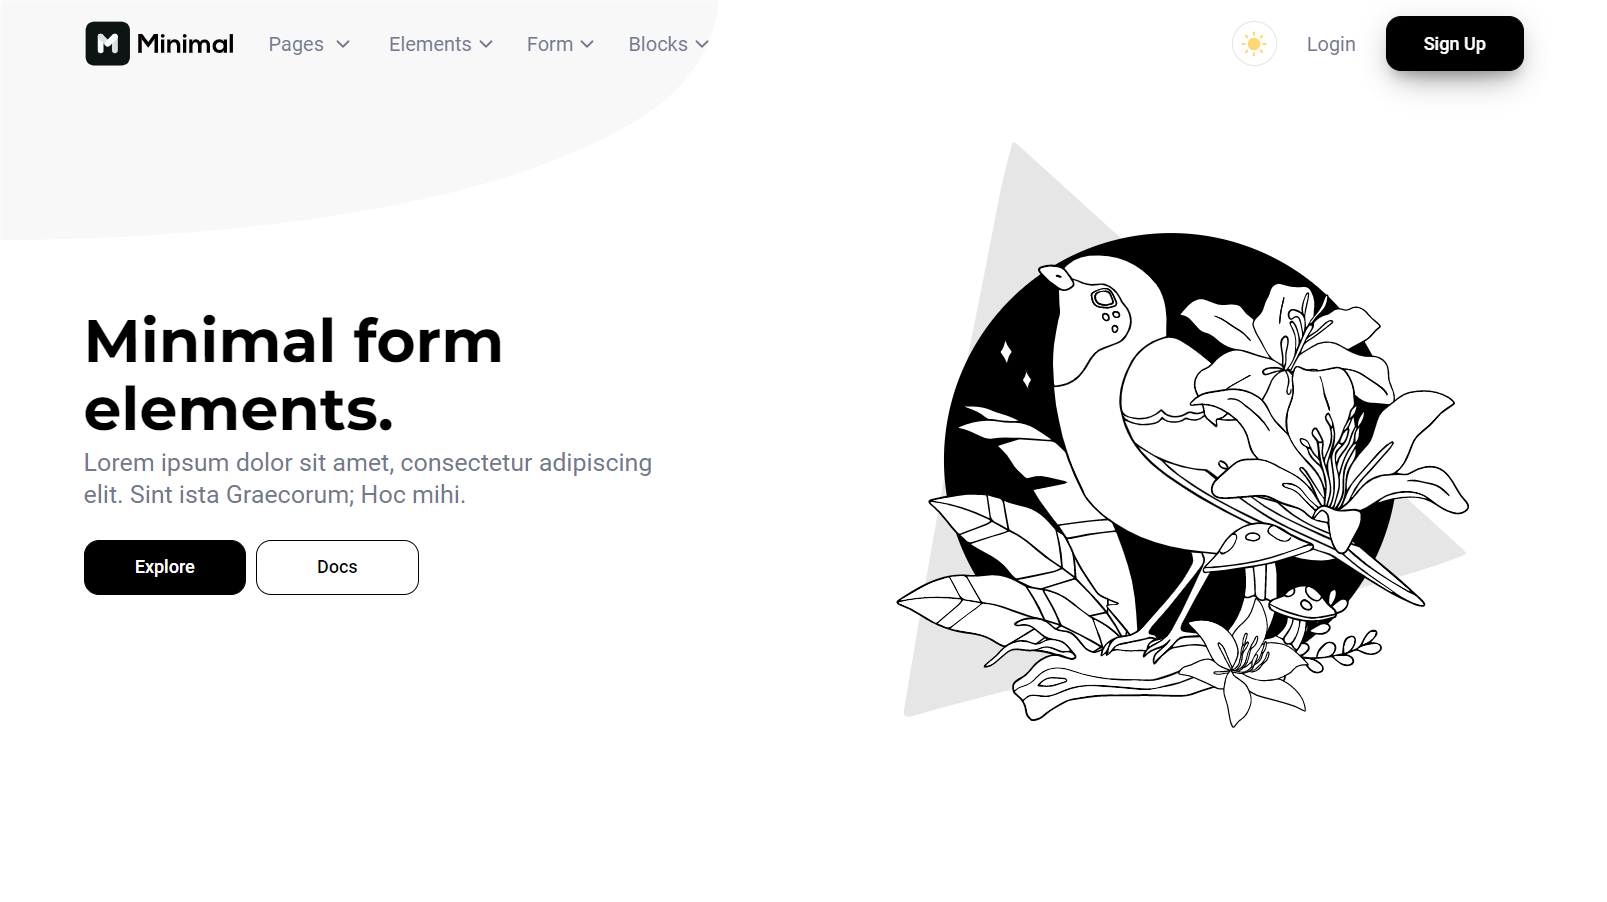 M Minimal Pages Elements Form Blocks Login Sign Up
Minimal form
elements.
Lorem ipsum dolor sit amet, consectetur adipiscing
elit. Sint ista Graecorum; Hoc mihi.
Explore Docs